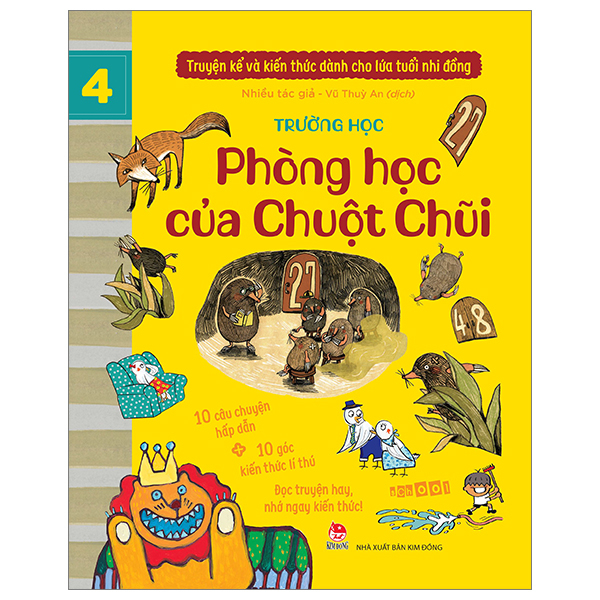 4
Truyện kể và kiến thức dành cho lứa tuổi nhi đồng
Nhiều tác giả - Vũ Thuỳ An (dịch)
TRƯỜNG HỌC
27
Phòng học
của Chuột Chũi
27
48
10 câu chuyện
hấp dẫn
+ 10 góc
kiến thức lí thú
Đọc truyện hay,
nhớ ngay kiến thức!
SCHOOL
KIM ĐỒNG
NHÀ XUẤT BẢN KIM ĐỒNG